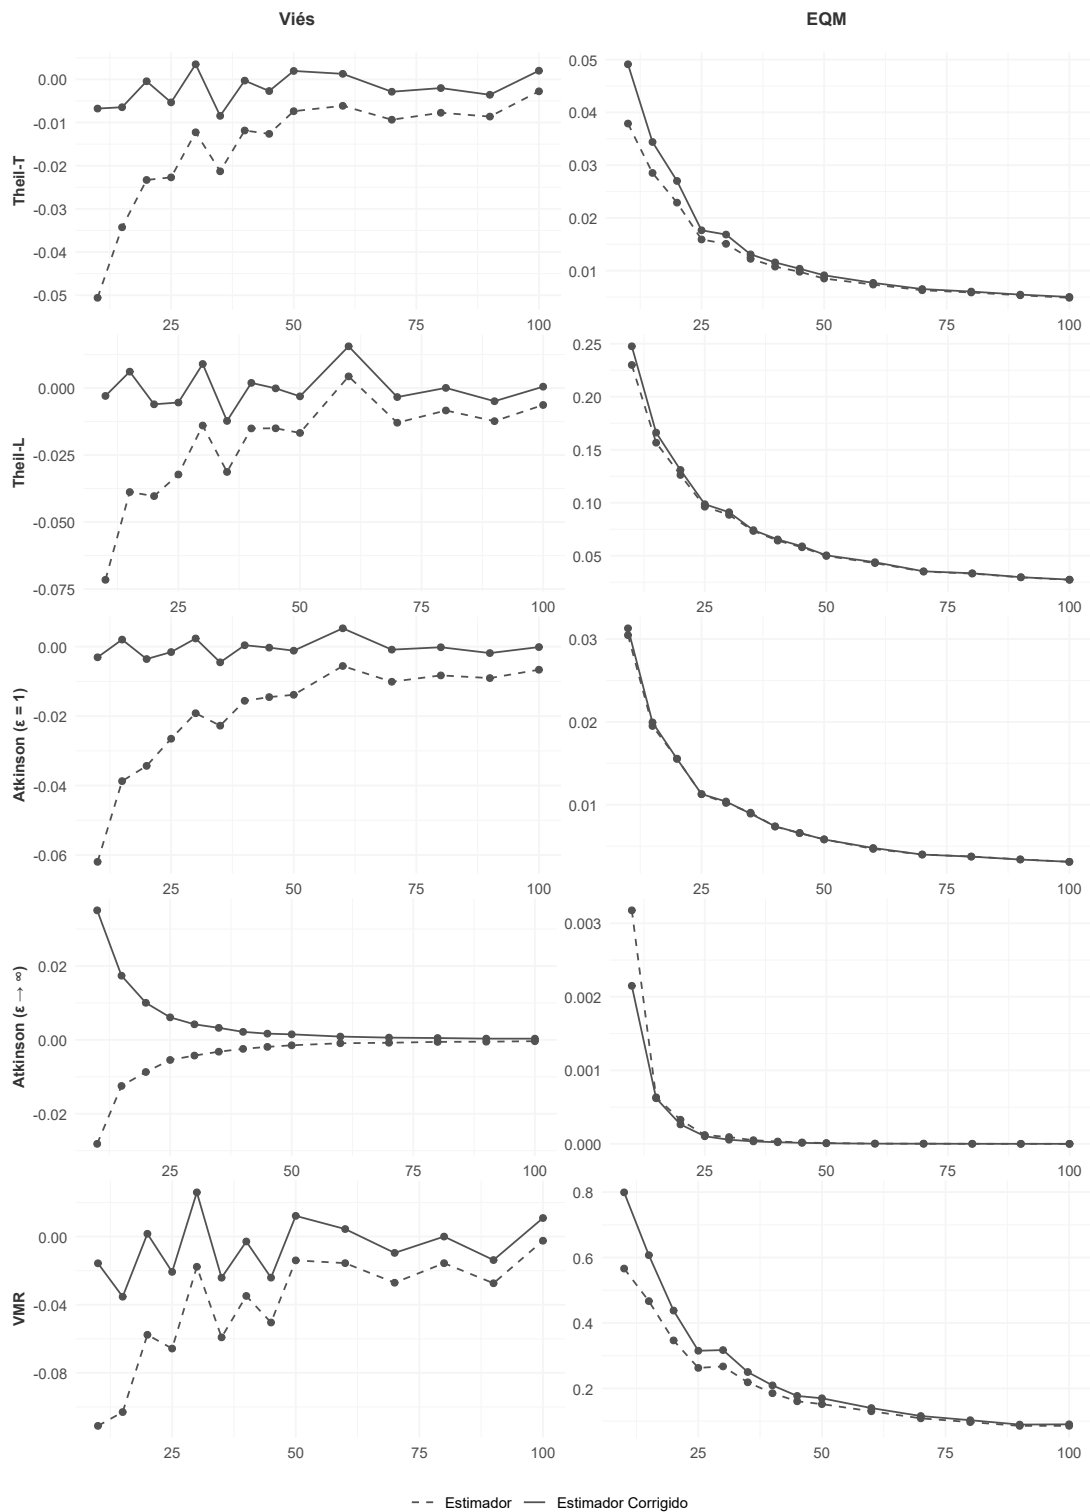 Viés EQM
Theil-T
0.00
-0.01
-0.02
-0.03
-0.04
-0.05
25 50 75 100
0.05
0.04
0.03
0.02
0.01
25 50 75 100
Theil-L
0.000
-0.025
-0.050
-0.075
25 50 75 100
0.25
0.20
0.15
0.10
0.05
25 50 75 100
Atkinson (ε = 1)
0.00
-0.02
-0.04
-0.06
25 50 75 100
0.03
0.02
0.01
25 50 75 100
Atkinson (ε → ∞)
0.02
0.00
-0.02
25 50 75 100
0.003
0.002
0.001
0.000
25 50 75 100
VMR
0.00
-0.04
-0.08
25 50 75 100
0.8
0.6
0.4
0.2
25 50 75 100
Estimador Estimador Corrigido